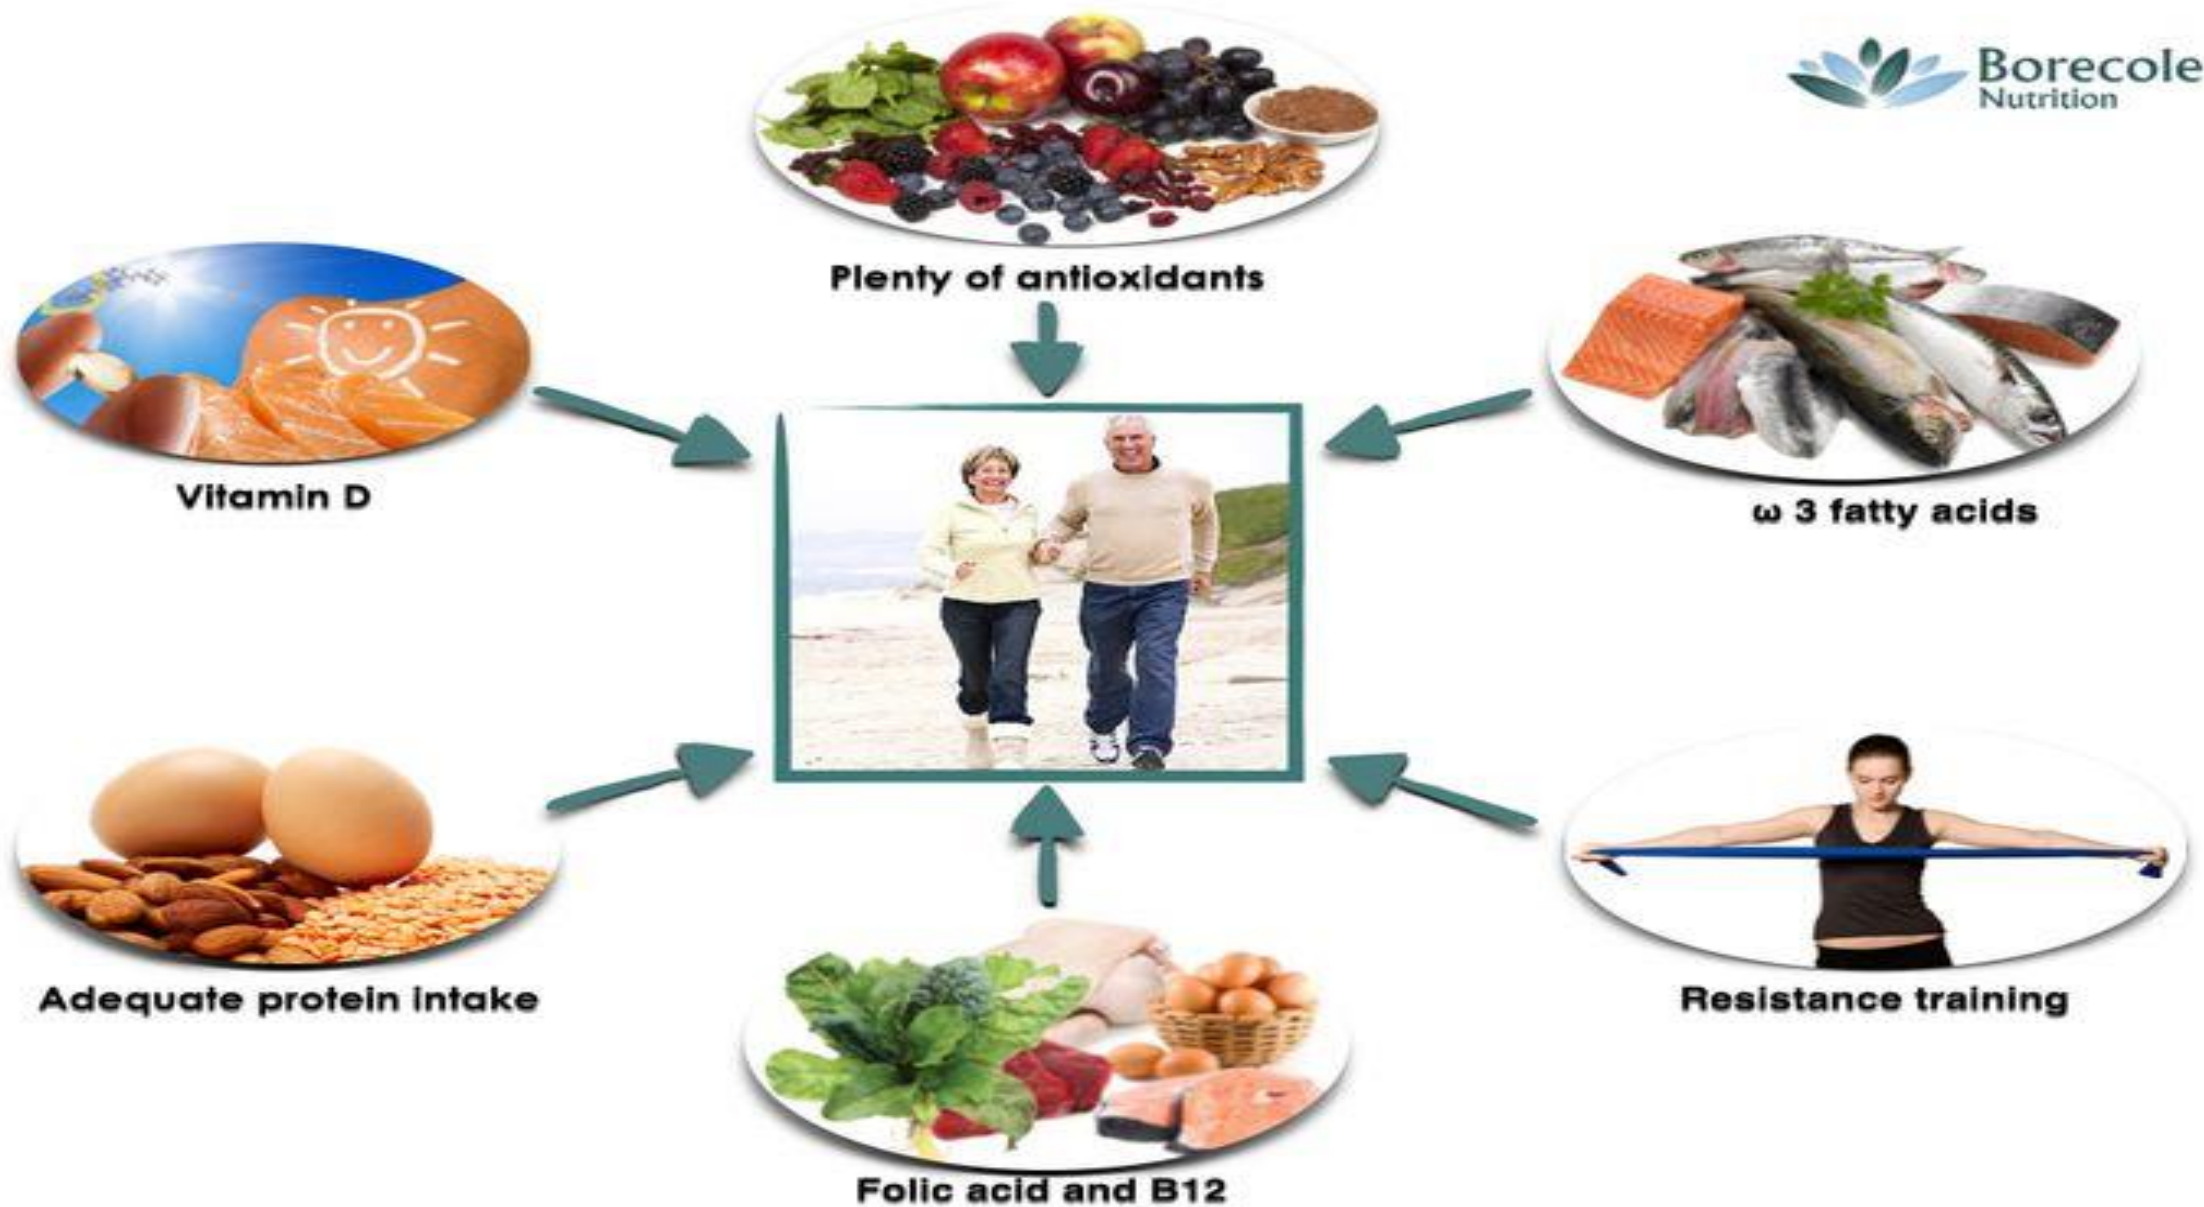 Borecole
Nutrition
Plenty of antioxidants
Vitamin D
ω 3 fatty acids
Adequate protein intake
Resistance training
Folic acid and B12